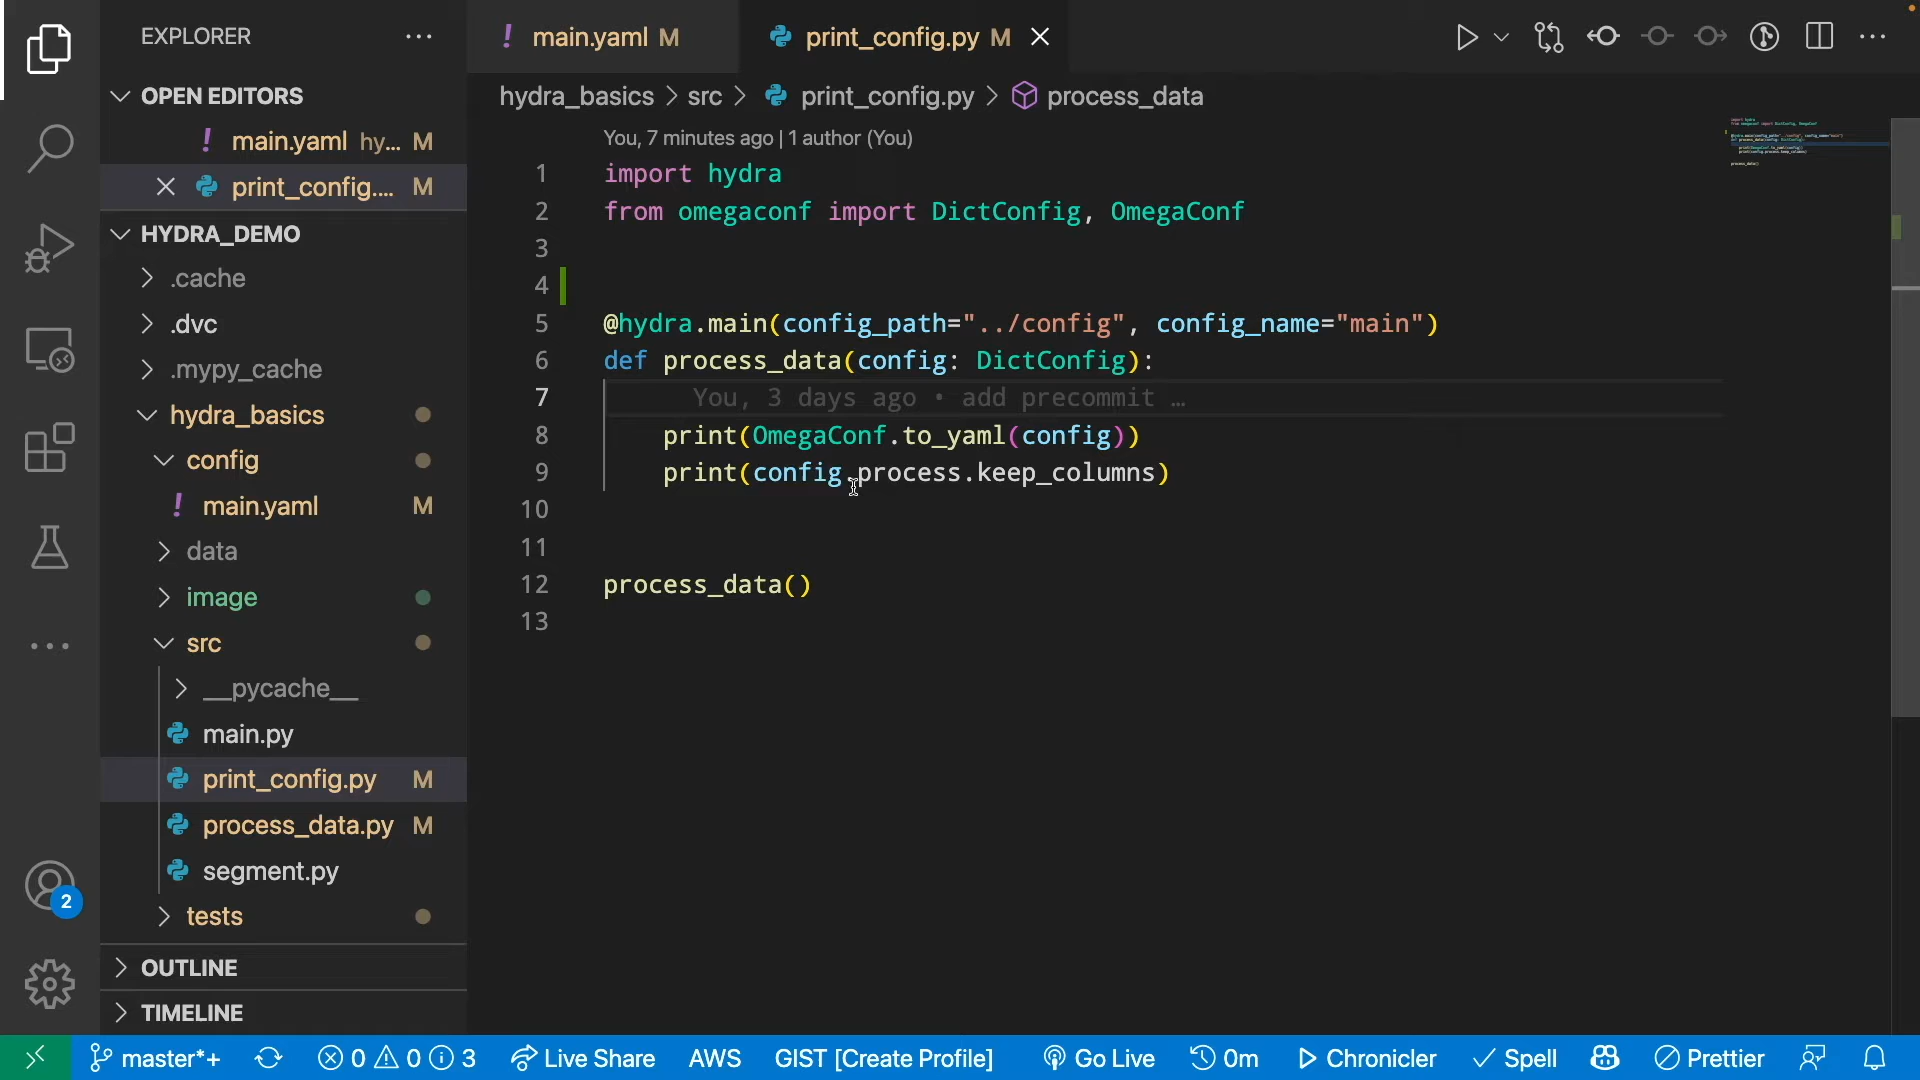 EXPLORER
OPEN EDITORS
! main.yaml hy... M
print_config.... M
HYDRA_DEMO
.cache
.dvc
.mypy_cache
hydra_basics
config
! main.yaml M
data
image
src
__pycache__
main.py
print_config.py M
process_data.py M
segment.py
tests
OUTLINE
TIMELINE
2
! main.yaml M
print_config.py M
hydra_basics > src > print_config.py > process_data
You, 7 minutes ago | 1 author (You)
1 import hydra
2 from omegaconf import DictConfig, OmegaConf
3
4
5 @hydra.main(config_path="../config", config_name="main")
6 def process_data(config: DictConfig):
7 You, 3 days ago • add precommit …
8 print(OmegaConf.to_yaml(config))
9 print(config.process.keep_columns)
10
11
12 process_data()
13
master*+ 0 0 3 Live Share AWS GIST [Create Profile] Go Live 0m Chronicler Spell Prettier